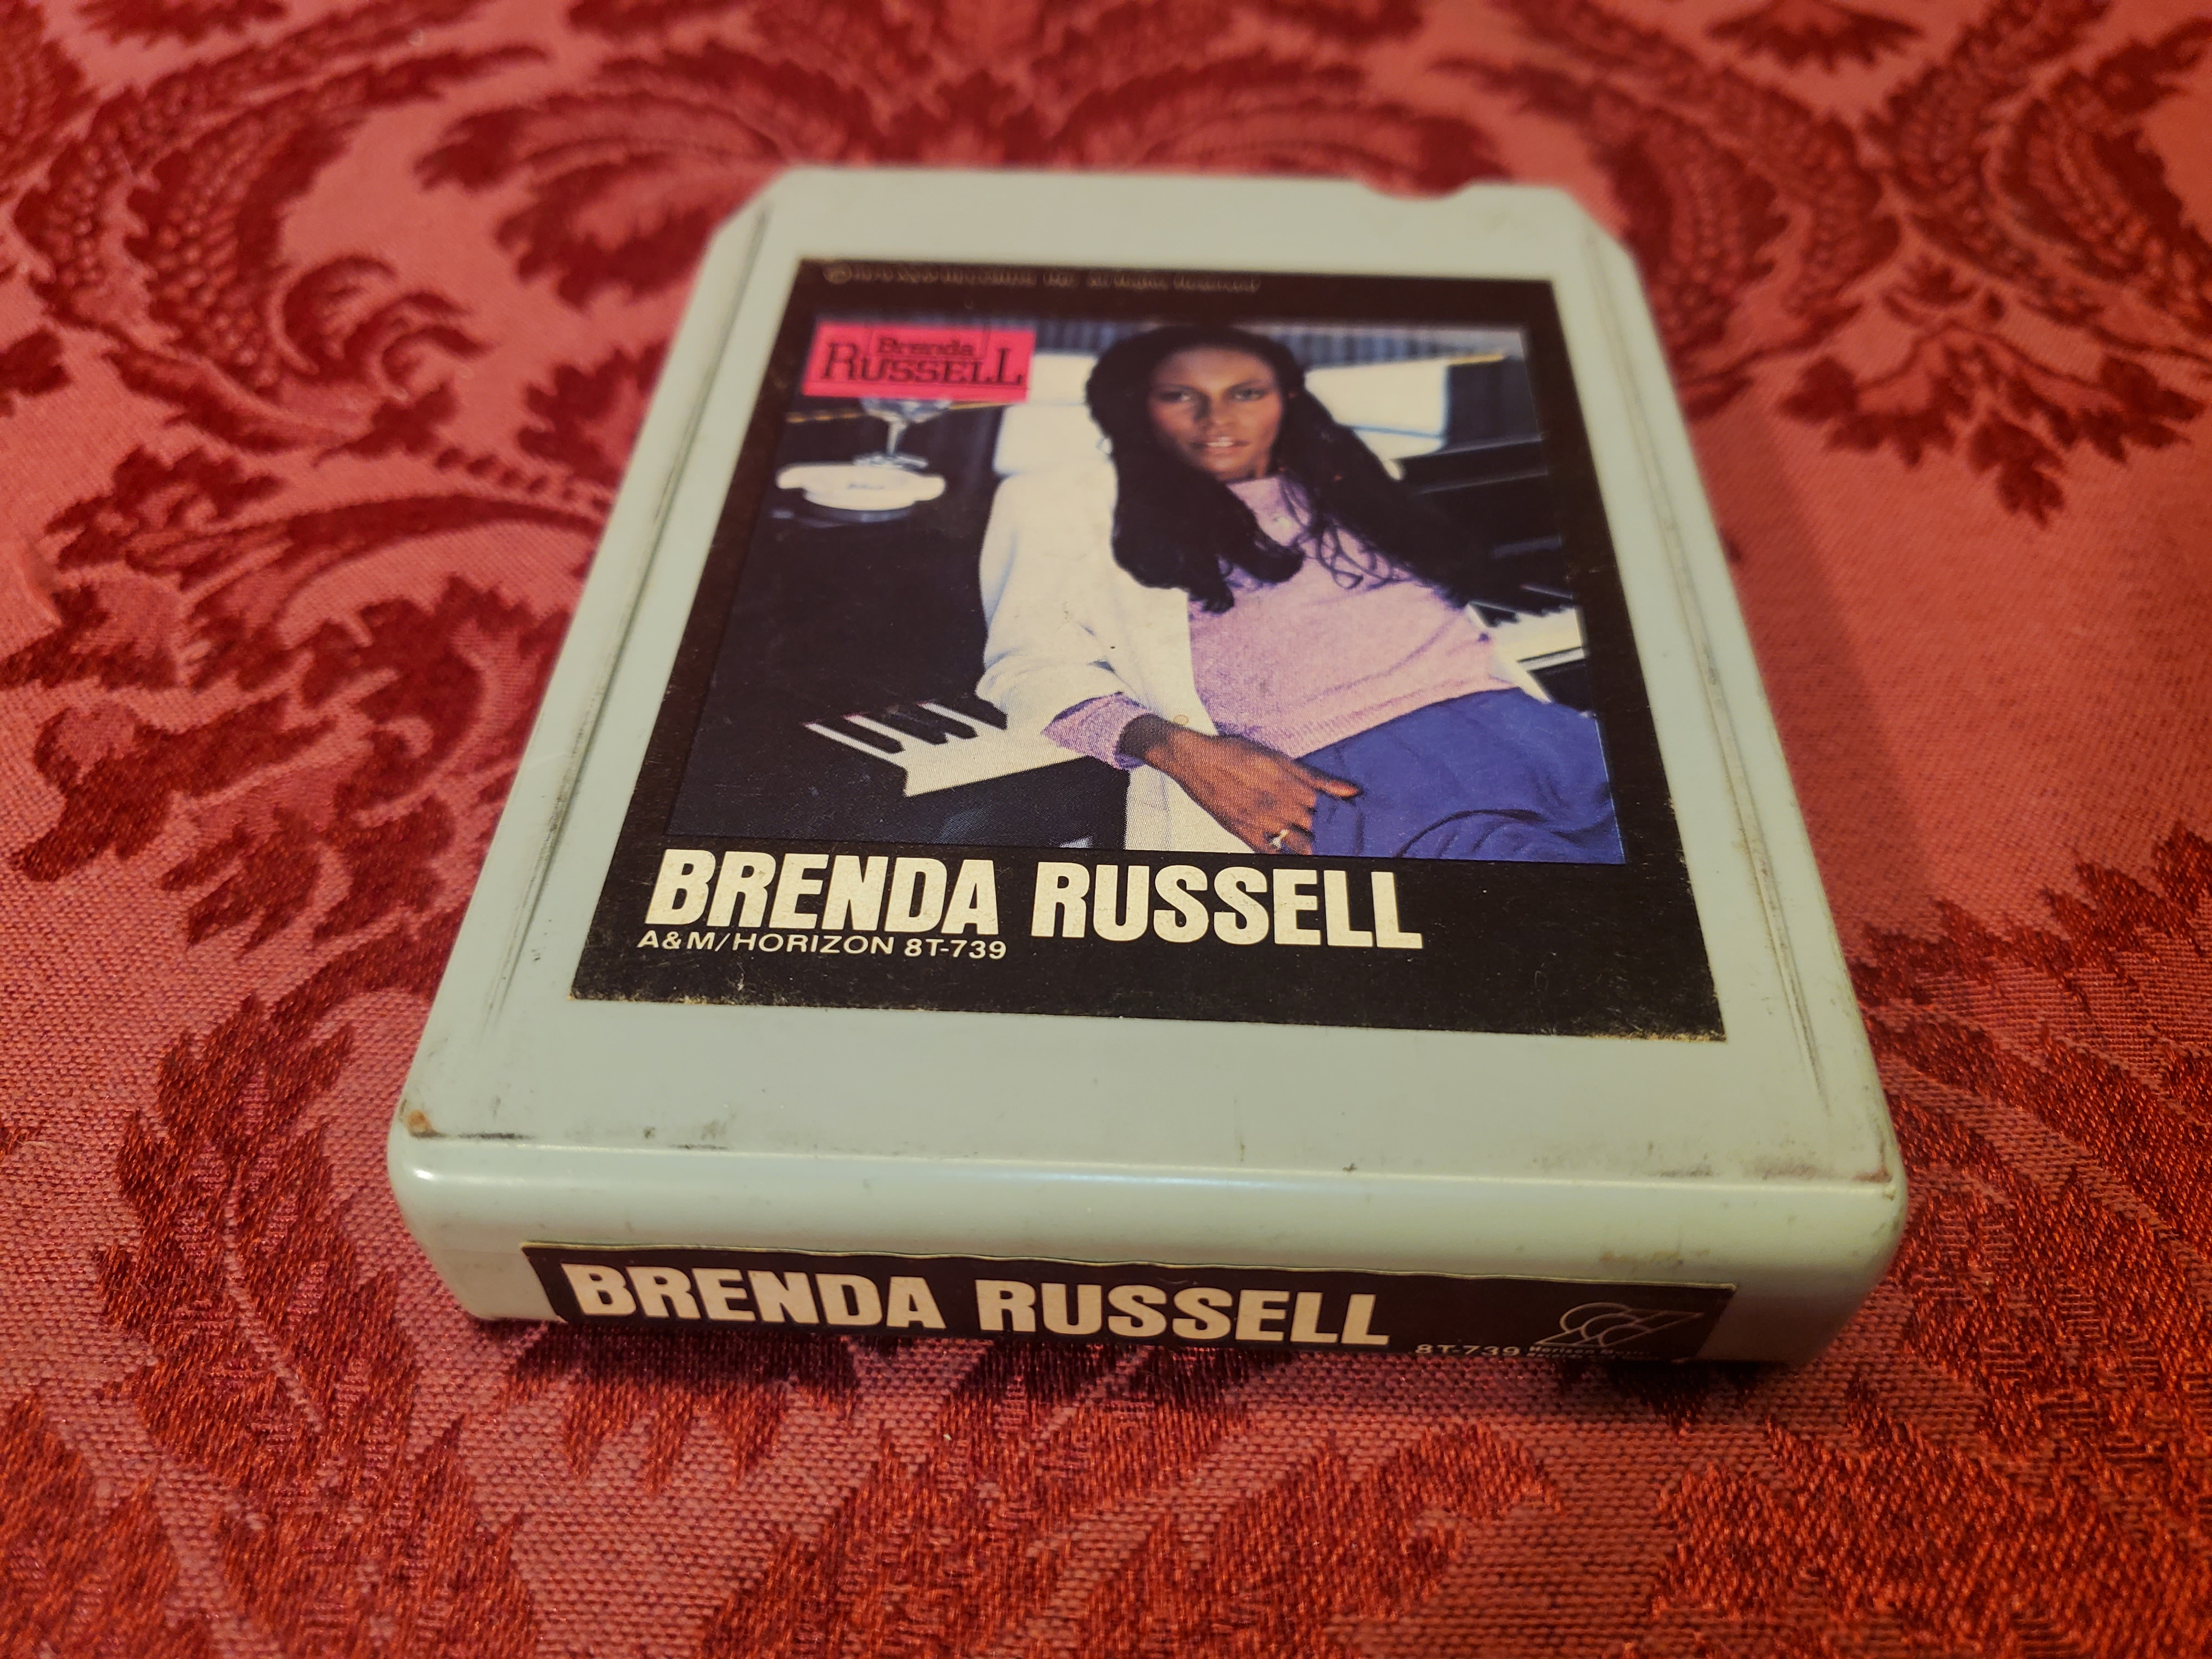 Brenda
RUSSELL
BRENDA RUSSELL
A&M/HORIZON 8T-739
BRENDA RUSSELL
8T-739